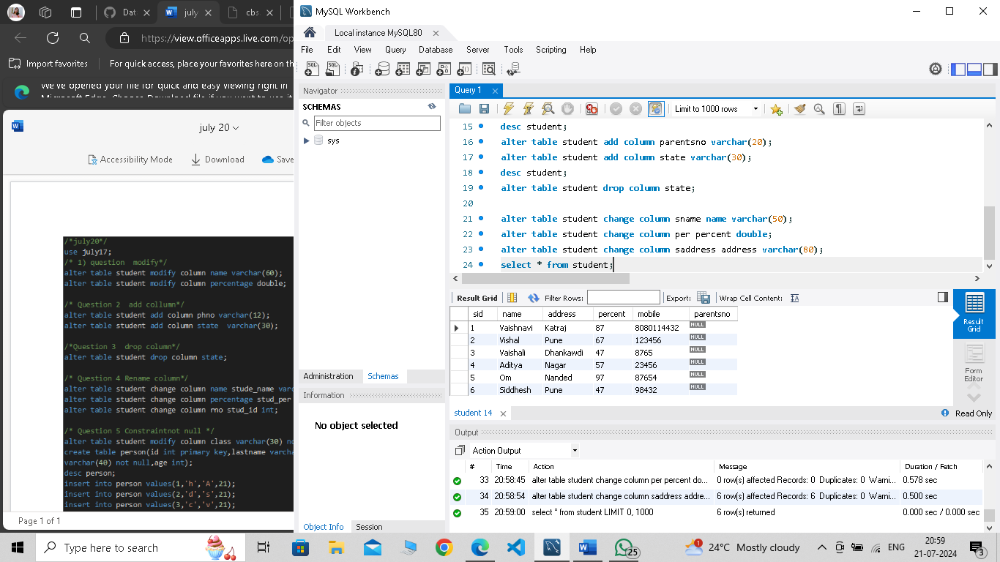 Dat
july
cbs
https://view.officeapps.live.com/op
Import favorites
For quick access, place your favorites here on th
We've opened your file for quick and easy viewing right in
july 20
Accessibility Mode
Download
Save
/*july20*/
use july17;
/* 1) question  modify*/
alter table student modify column name varchar(60);
alter table student modify column percentage double;
/* Question 2  add collumn*/
alter table student add column phno varchar(12);
alter table student add column state  varchar(30);
/*Question 3  drop column*/
alter table student drop column state;
/* Question 4 Rename column*/
alter table student change column name stude_name varc
alter table student change column percentage stud_per
alter table student change column rno stud_id int;
/* Question 5 Constraintnot null */
alter table student modify column class varchar(30) no
create table person(id int primary key,lastname varcha
varchar(40) not null,age int);
desc person;
insert into person values(1,'h','A',21);
insert into person values(2,'d','s',21);
insert into person values(3,'c','v',21);
Page 1 of 1
MySQL Workbench
Local instance MySQL80
File Edit View Query Database Server Tools Scripting Help
Navigator
SCHEMAS
Filter objects
sys
Administration Schemas
Information
No object selected
Object Info Session
Query 1
Limit to 1000 rows
15 desc student;
16 alter table student add column parentsno varchar(20);
17 alter table student add column state varchar(30);
18 desc student;
19 alter table student drop column state;
20
21 alter table student change column sname name varchar(50);
22 alter table student change column per percent double;
23 alter table student change column saddress address varchar(80);
24 select * from student;
Result Grid Filter Rows: Export: Wrap Cell Content:
sid name address percent mobile parentsno
1 Vaishnavi Katraj 87 8080114432 NULL
2 Vishal Pune 67 123456 NULL
3 Vaishali Dhankawdi 47 8765 NULL
4 Aditya Nagar 57 23456 NULL
5 Om Nanded 97 87654 NULL
6 Siddhesh Pune 47 98432 NULL
Result Grid
Form Editor
student 14
Read Only
Output
Action Output
# Time Action Message Duration / Fetch
33 20:58:45 alter table student change column per percent do... 0 row(s) affected Records: 0  Duplicates: 0  Warni... 0.578 sec
34 20:58:54 alter table student change column saddress addre... 6 row(s) affected Records: 6  Duplicates: 0  Warni... 0.500 sec
35 20:59:00 select * from student LIMIT 0, 1000 6 row(s) returned 0.000 sec / 0.000 sec
Type here to search
25
1
24°C Mostly cloudy
ENG
20:59
21-07-2024
3